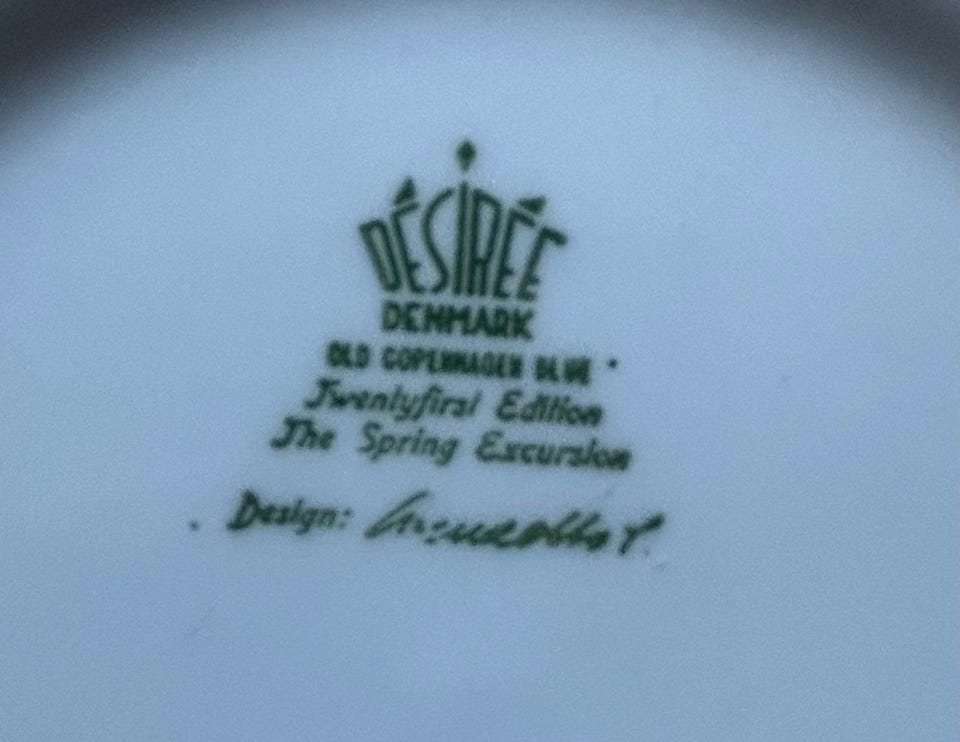 DÉSIRÉE
DENMARK
OLD COPENHAGEN BLUE
Twentyfirst Edition
The Spring Excursion
Design: